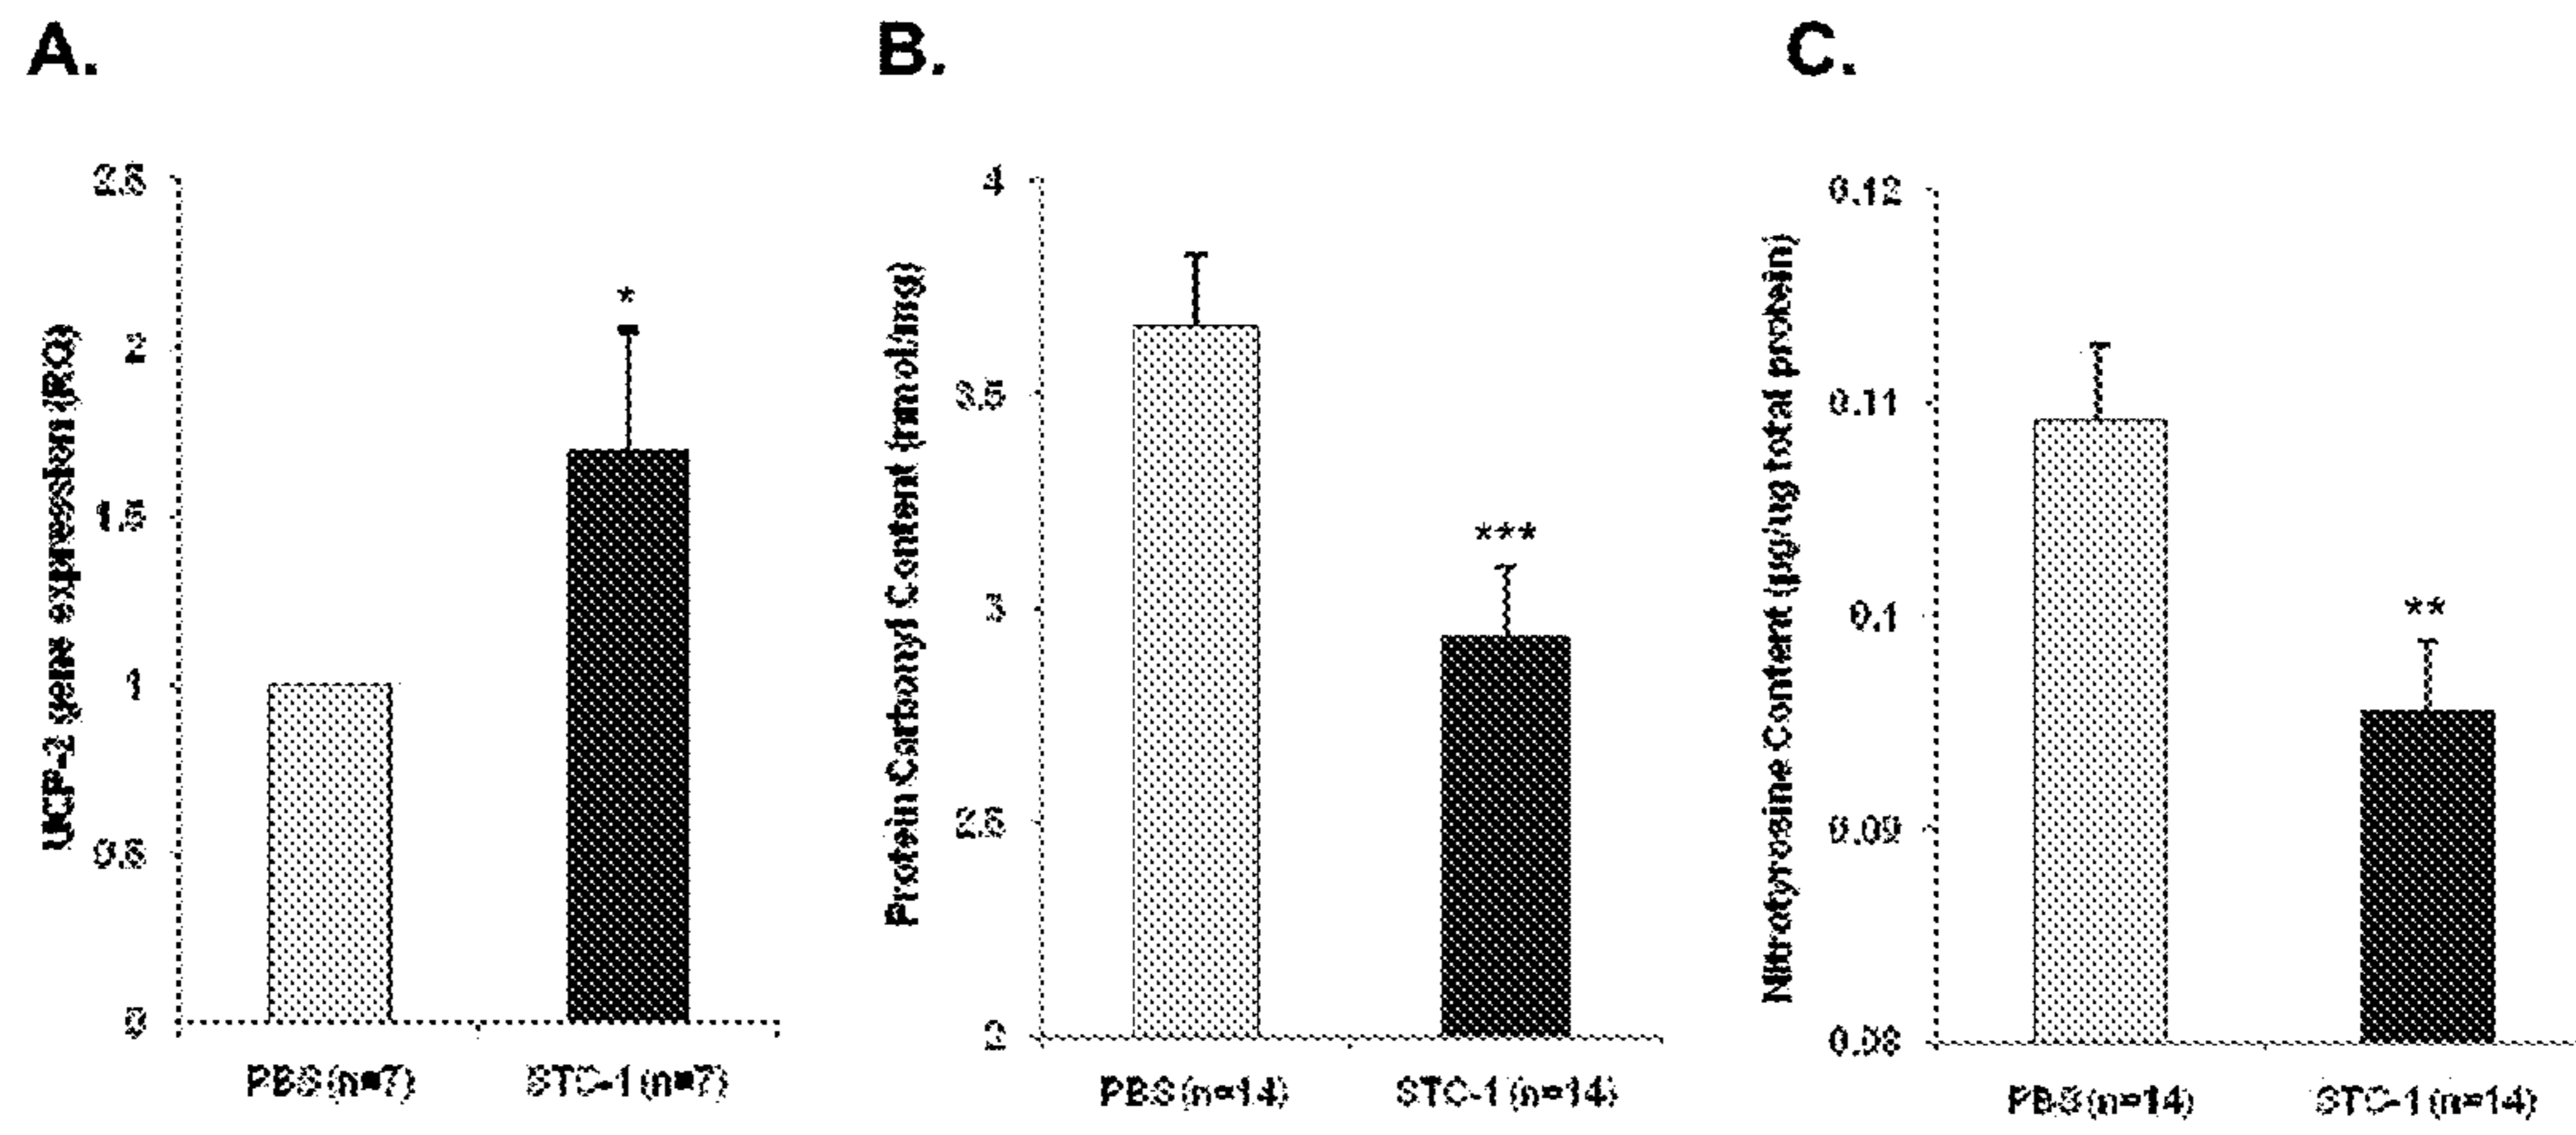 A.
UCP-2 gene expression (RQ)
2.5
2
1.5
1
0.5
0
*
PBS (n=7)
STC-1 (n=7)
B.
Protein Carbonyl Content (nmol/mg)
4
3.5
3
2.5
2
***
PBS (n=14)
STC-1 (n=14)
C.
Nitrotyrosine Content (µg/ug total protein)
0.12
0.11
0.1
0.09
0.08
**
PBS (n=14)
STC-1 (n=14)